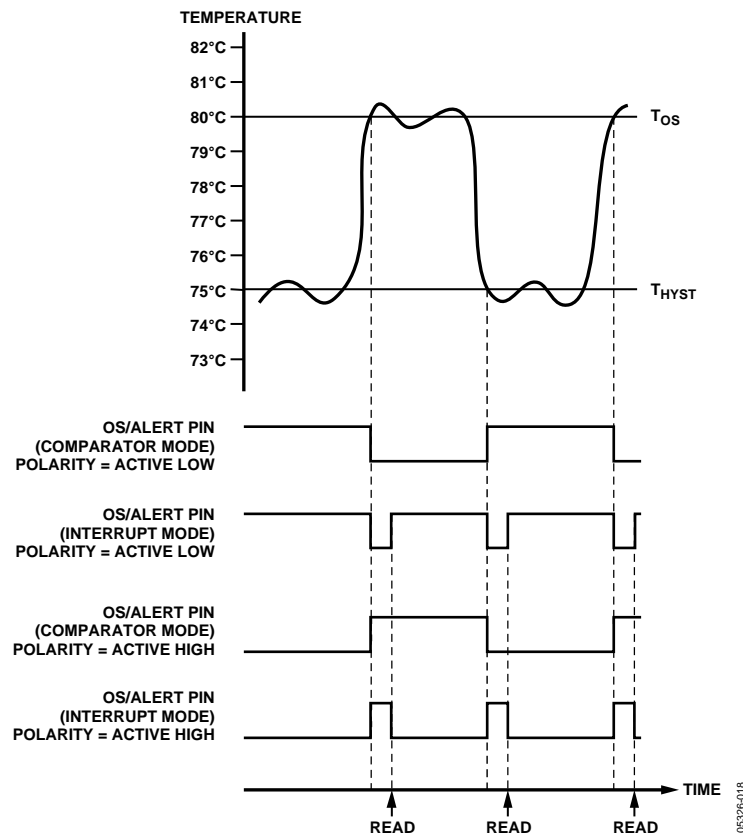 TEMPERATURE
82°C
81°C
80°C
79°C
78°C
77°C
76°C
75°C
74°C
73°C
TOS
THYST
OS/ALERT PIN
(COMPARATOR MODE)
POLARITY = ACTIVE LOW
OS/ALERT PIN
(INTERRUPT MODE)
POLARITY = ACTIVE LOW
OS/ALERT PIN
(COMPARATOR MODE)
POLARITY = ACTIVE HIGH
OS/ALERT PIN
(INTERRUPT MODE)
POLARITY = ACTIVE HIGH
TIME
READ
READ
READ
05326-018